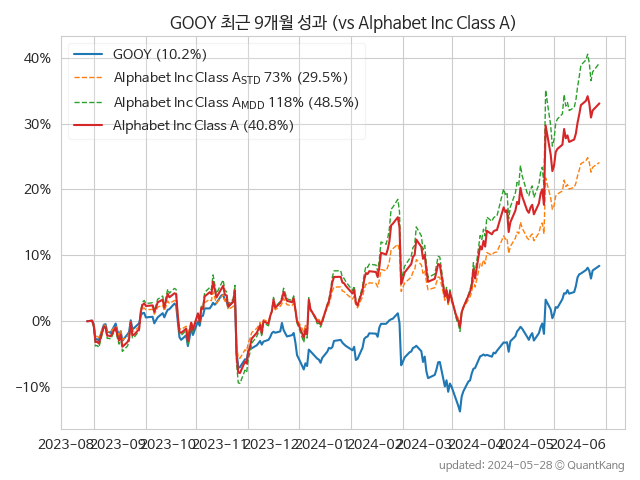 GOOY 최근 9개월 성과 (vs Alphabet Inc Class A)
GOOY (10.2%)
Alphabet Inc Class A_STD 73% (29.5%)
Alphabet Inc Class A_MDD 118% (48.5%)
Alphabet Inc Class A (40.8%)
40%
30%
20%
10%
0%
−10%
2023-08 2023-09 2023-10 2023-11 2023-12 2024-01 2024-02 2024-03 2024-04 2024-05 2024-06
updated: 2024-05-28 © QuantKang